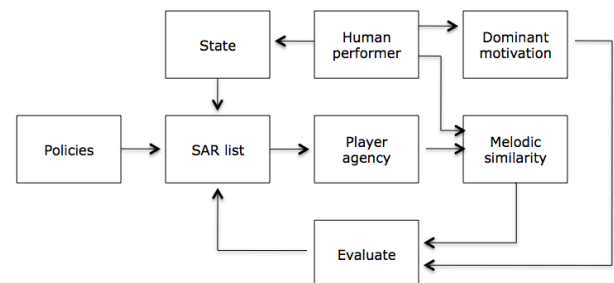 State
Human
performer
Dominant
motivation
Policies
SAR list
Player
agency
Melodic
similarity
Evaluate